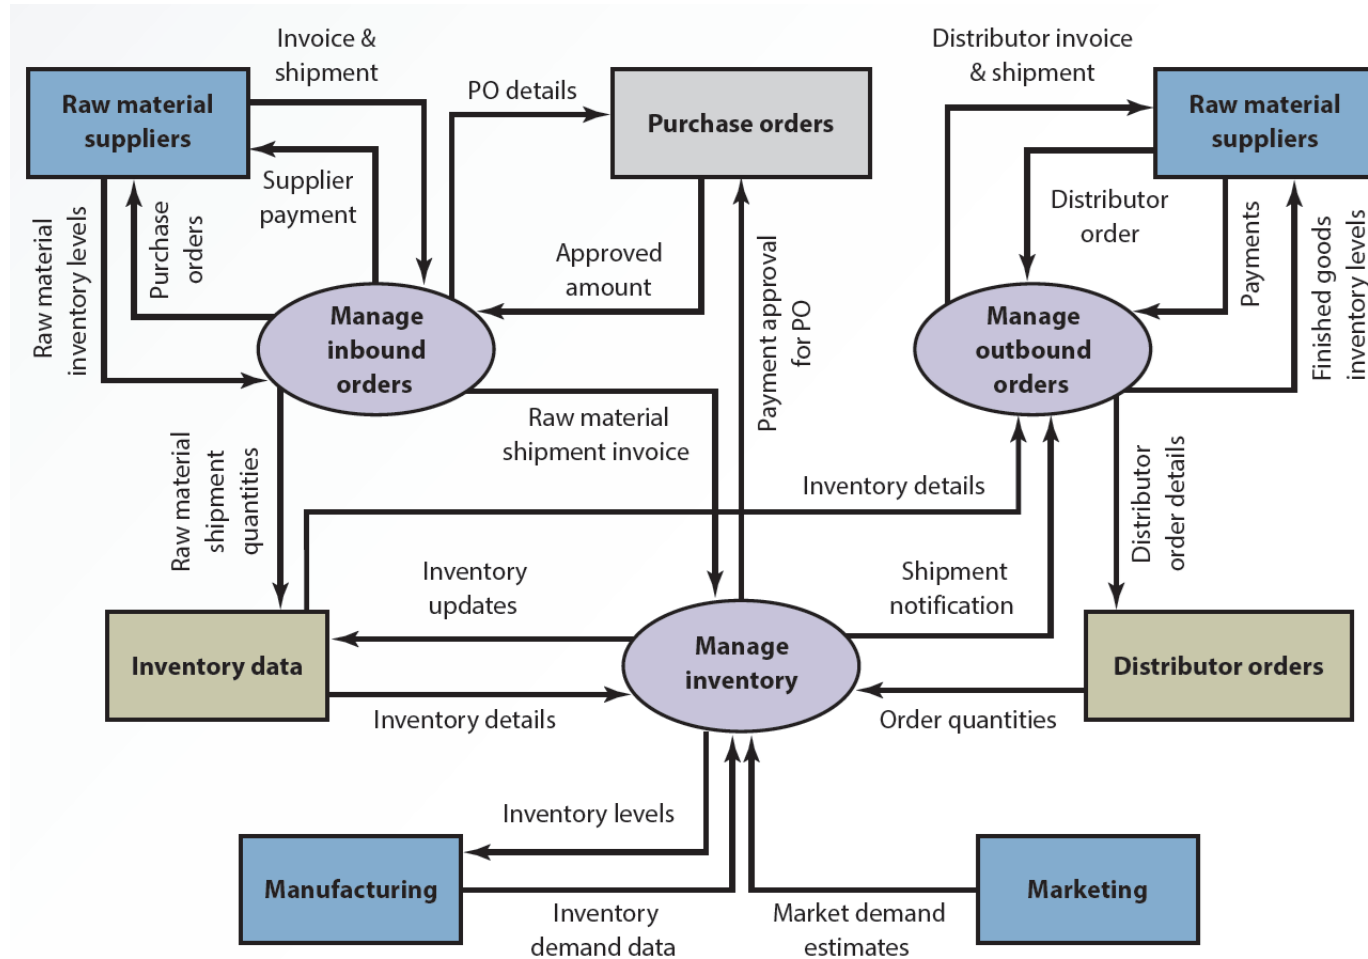 Invoice &
shipment
Distributor invoice
& shipment
Raw material
suppliers
PO details
Purchase orders
Raw material
suppliers
Supplier
payment
Distributor
order
Raw material
inventory levels
Purchase
orders
Approved
amount
Payment approval
for PO
Payments
Finished goods
inventory levels
Manage
inbound
orders
Manage
outbound
orders
Raw material
shipment invoice
Raw material
shipment
quantities
Inventory details
Distributor
order details
Inventory
updates
Shipment
notification
Inventory data
Manage
inventory
Distributor orders
Inventory details
Order quantities
Inventory levels
Manufacturing
Marketing
Inventory
demand data
Market demand
estimates